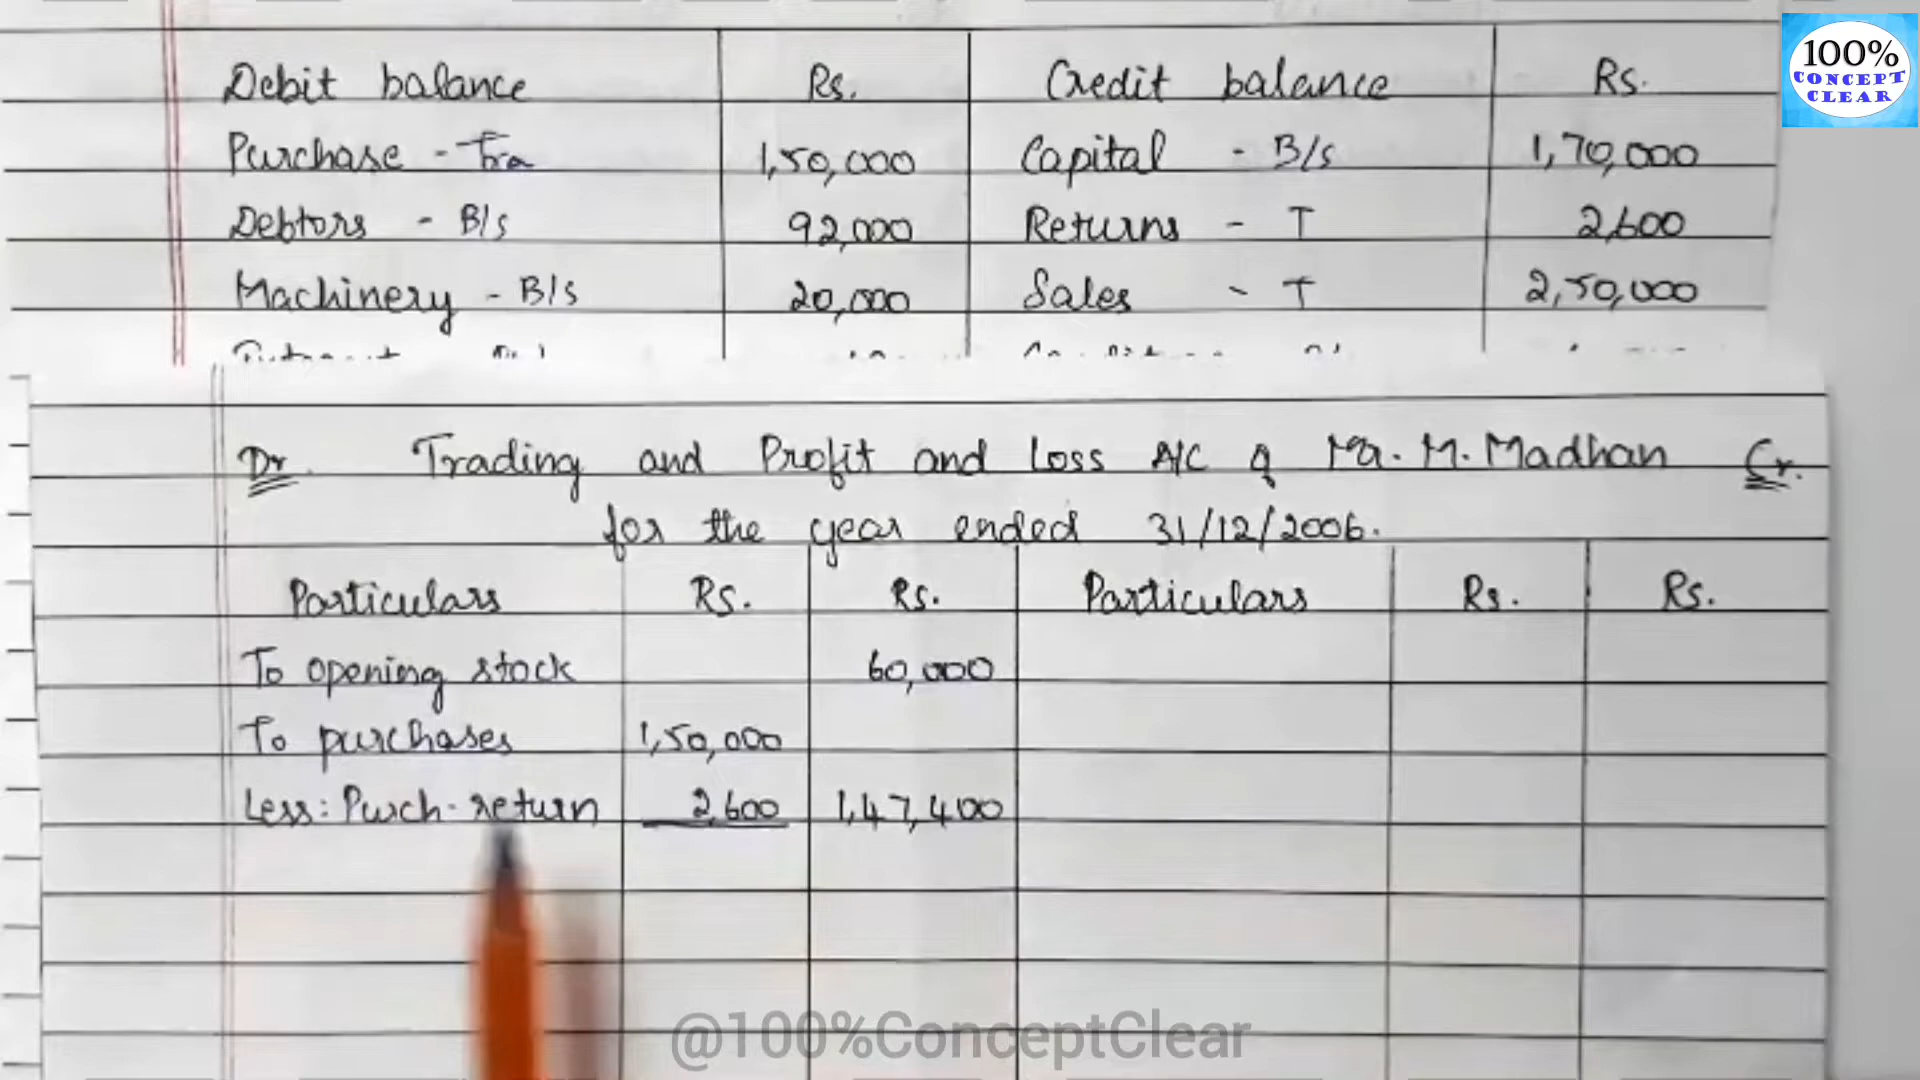 Debit balance Rs. Credit balance Rs.
Purchase - Tra 1,50,000 Capital - B/S 1,70,000
Debtors - B/S 92,000 Returns - T 2,600
Machinery - B/S 20,000 Sales - T 2,50,000
Dr. Trading and Profit and Loss A/C of Mr. M. Madhan Cr.
for the year ended 31/12/2006.
Particulars Rs. Rs. Particulars Rs. Rs.
To opening stock 60,000
To purchases 1,50,000
Less: Purch. return 2,600 1,47,400
100%
CONCEPT
CLEAR
@100%ConceptClear